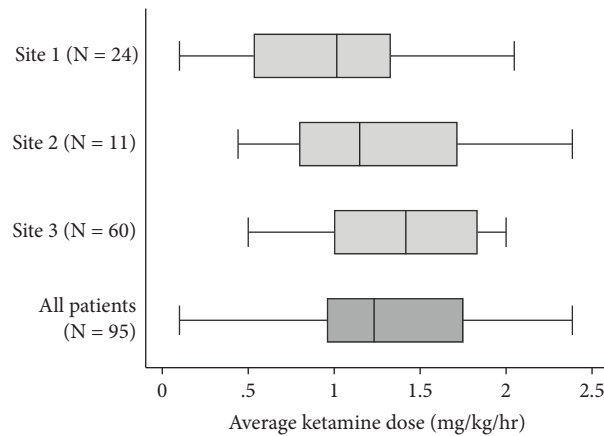 Site 1 (N = 24)
Site 2 (N = 11)
Site 3 (N = 60)
All patients
(N = 95)
0 .5 1 1.5 2 2.5
Average ketamine dose (mg/kg/hr)